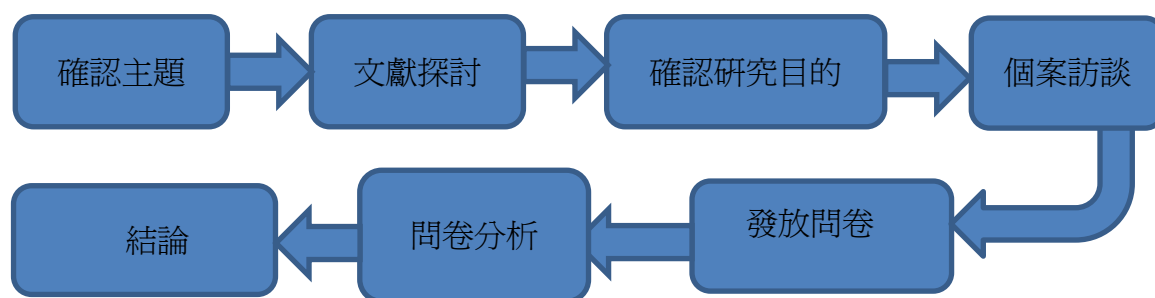 確認主題
文獻探討
確認研究目的
個案訪談
發放問卷
問卷分析
結論